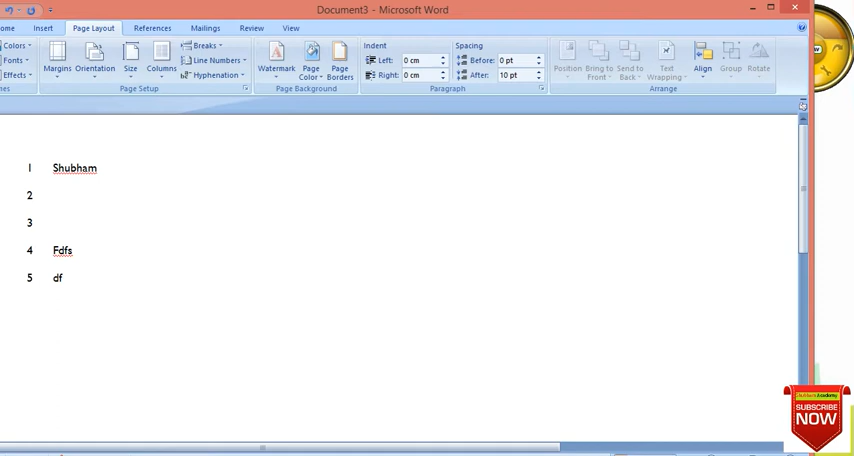 Document3 - Microsoft Word
ome Insert Page Layout References Mailings Review View
Colors
Fonts
Effects
Margins
Orientation
Size
Columns
Breaks
Line Numbers
Hyphenation
Page Setup
Watermark
Page Color
Page Borders
Page Background
Indent
Left: 0 cm
Right: 0 cm
Spacing
Before: 0 pt
After: 10 pt
Paragraph
Position
Bring to Front
Send to Back
Text Wrapping
Align
Group
Rotate
Arrange
1 Shubham
2
3
4 Fdfs
5 df
SUBSCRIBE
NOW